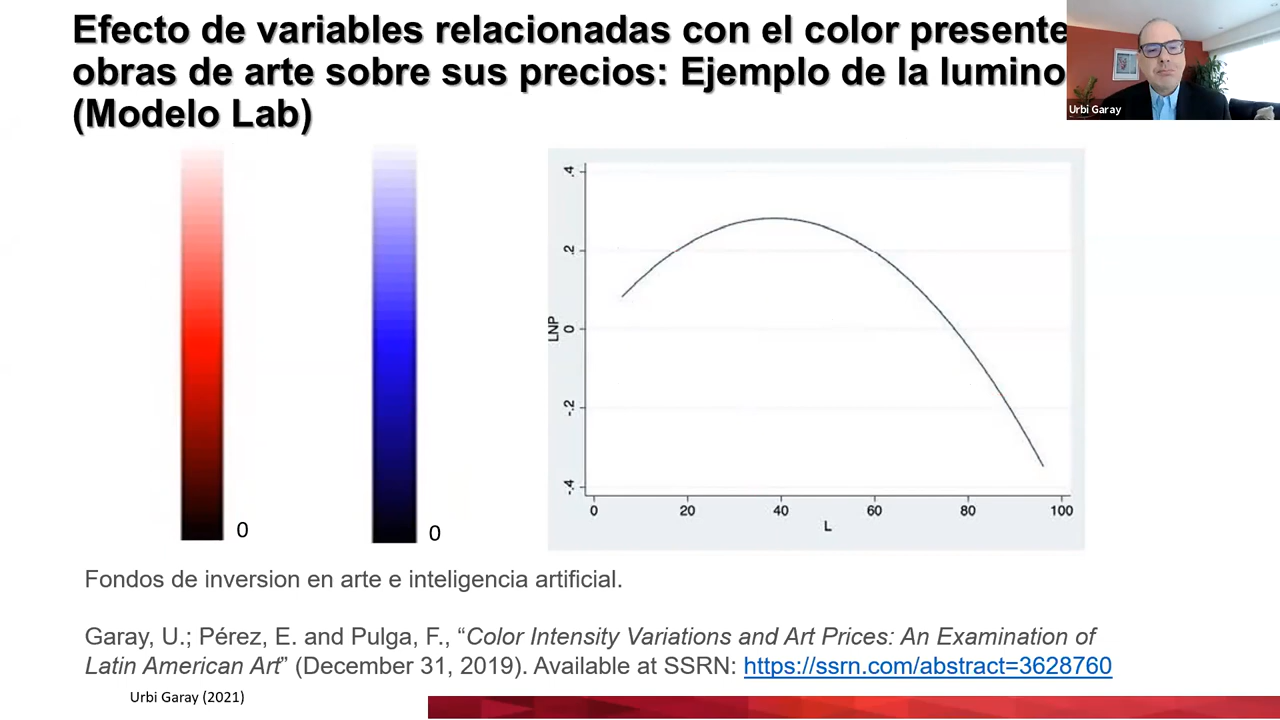 Efecto de variables relacionadas con el color presente
obras de arte sobre sus precios: Ejemplo de la lumino
(Modelo Lab)
Urbi Garay
0
0
.4
.2
0
-.2
-.4
LNP
0 20 40 60 80 100
L
Fondos de inversion en arte e inteligencia artificial.
Garay, U.; Pérez, E. and Pulga, F., “Color Intensity Variations and Art Prices: An Examination of
Latin American Art” (December 31, 2019). Available at SSRN: https://ssrn.com/abstract=3628760
Urbi Garay (2021)